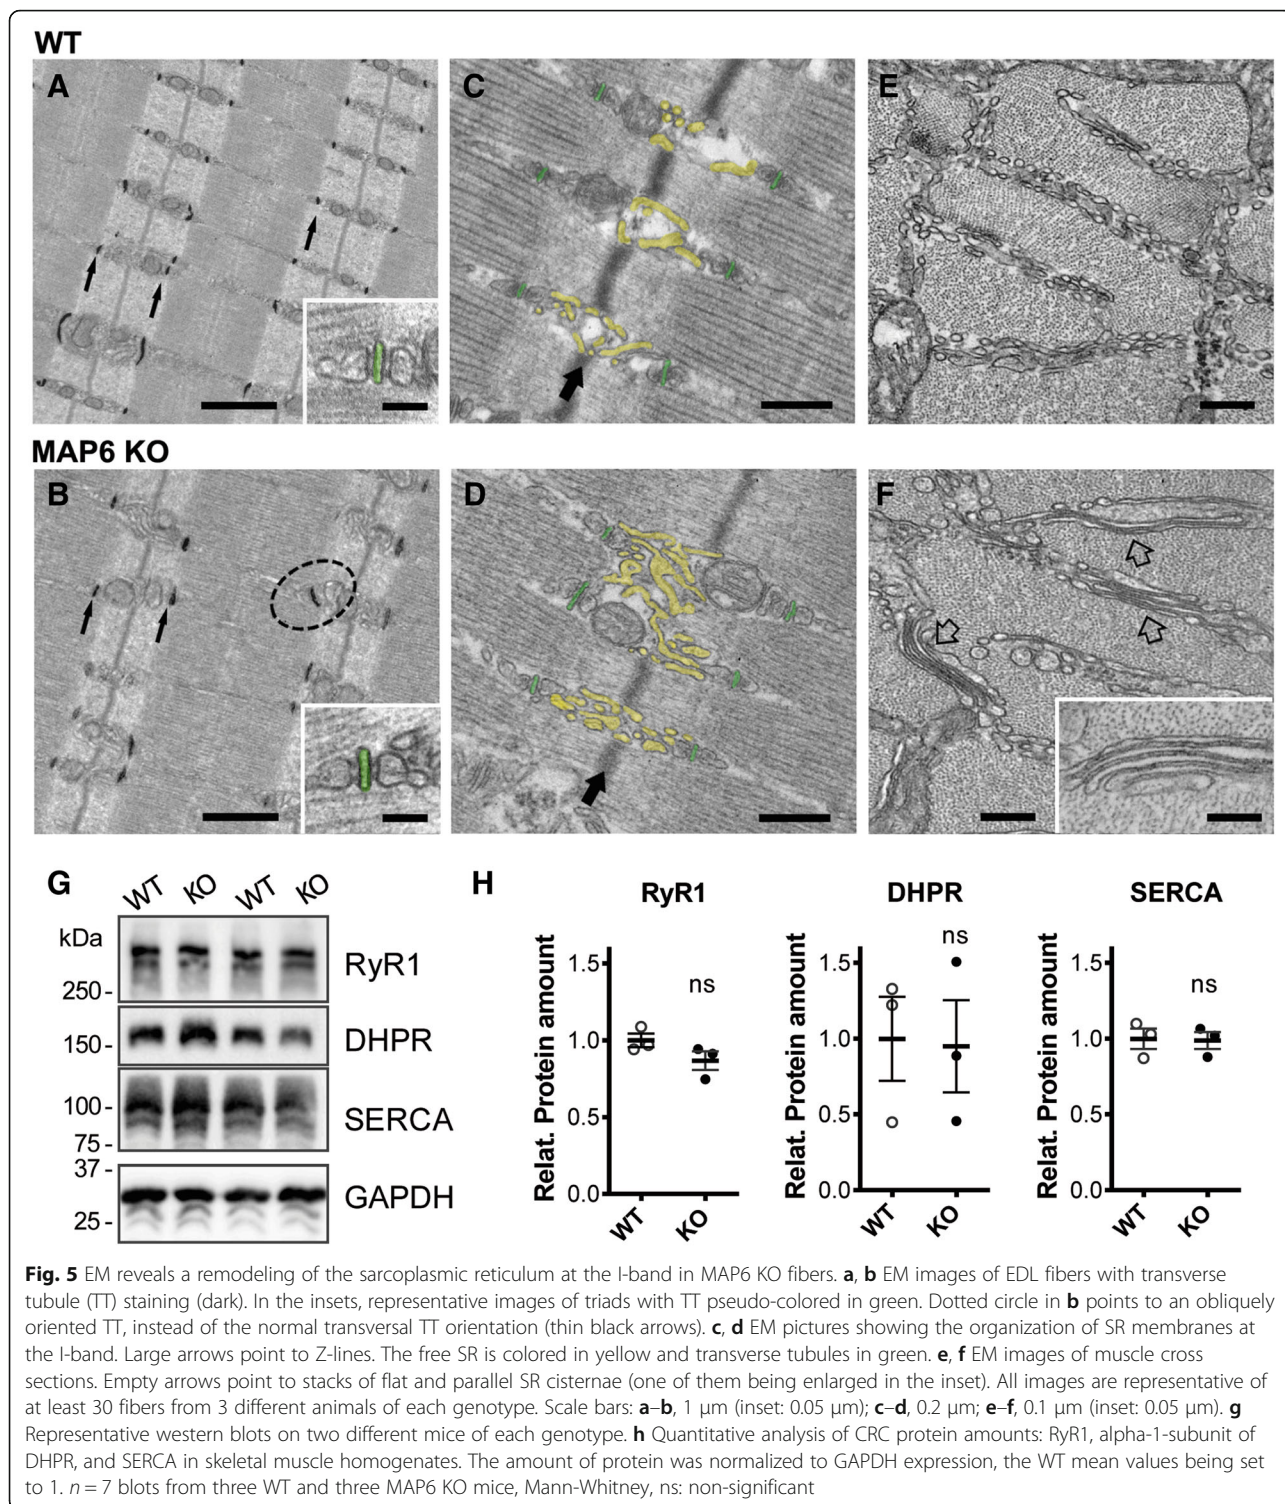 WT
A
C
E
MAP6 KO
B
D
F
G
WT KO WT KO
kDa
250 -
RyR1
150 -
DHPR
100 -
75 -
SERCA
37 -
25 -
GAPDH
H
RyR1
DHPR
SERCA
Relat. Protein amount
1.5
1.0
0.5
0.0
ns
WT
KO
Relat. Protein amount
1.5
1.0
0.5
0.0
ns
WT
KO
Relat. Protein amount
1.5
1.0
0.5
0.0
ns
WT
KO
Fig. 5 EM reveals a remodeling of the sarcoplasmic reticulum at the I-band in MAP6 KO fibers. a, b EM images of EDL fibers with transverse
tubule (TT) staining (dark). In the insets, representative images of triads with TT pseudo-colored in green. Dotted circle in b points to an obliquely
oriented TT, instead of the normal transversal TT orientation (thin black arrows). c, d EM pictures showing the organization of SR membranes at
the I-band. Large arrows point to Z-lines. The free SR is colored in yellow and transverse tubules in green. e, f EM images of muscle cross
sections. Empty arrows point to stacks of flat and parallel SR cisternae (one of them being enlarged in the inset). All images are representative of
at least 30 fibers from 3 different animals of each genotype. Scale bars: a–b, 1 μm (inset: 0.05 μm); c–d, 0.2 μm; e–f, 0.1 μm (inset: 0.05 μm). g
Representative western blots on two different mice of each genotype. h Quantitative analysis of CRC protein amounts: RyR1, alpha-1-subunit of
DHPR, and SERCA in skeletal muscle homogenates. The amount of protein was normalized to GAPDH expression, the WT mean values being set
to 1. n = 7 blots from three WT and three MAP6 KO mice, Mann-Whitney, ns: non-significant